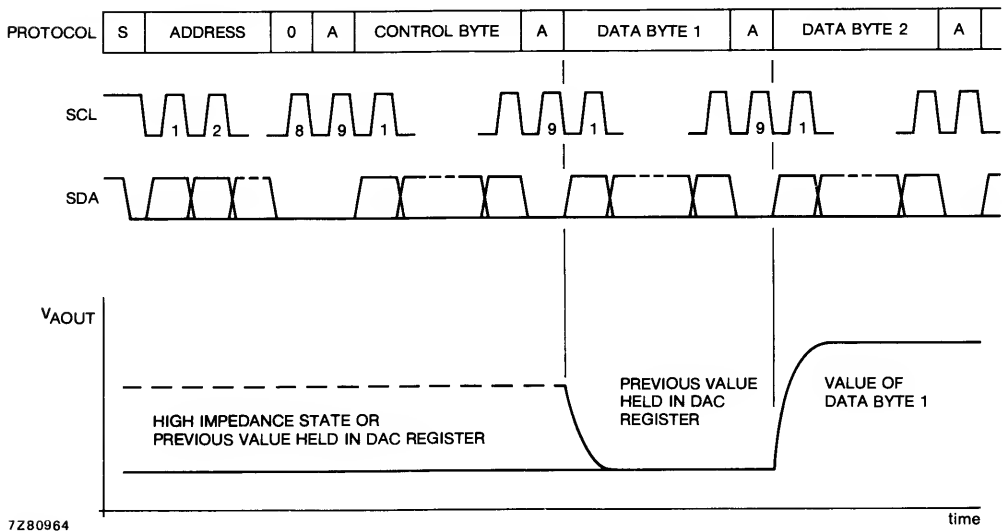 PROTOCOL S ADDRESS 0 A CONTROL BYTE A DATA BYTE 1 A DATA BYTE 2 A
SCL 1 2 8 9 1 9 1 9 1
SDA
VAOUT
PREVIOUS VALUE
HELD IN DAC
REGISTER
VALUE OF
DATA BYTE 1
HIGH IMPEDANCE STATE OR
PREVIOUS VALUE HELD IN DAC REGISTER
time
7Z80964